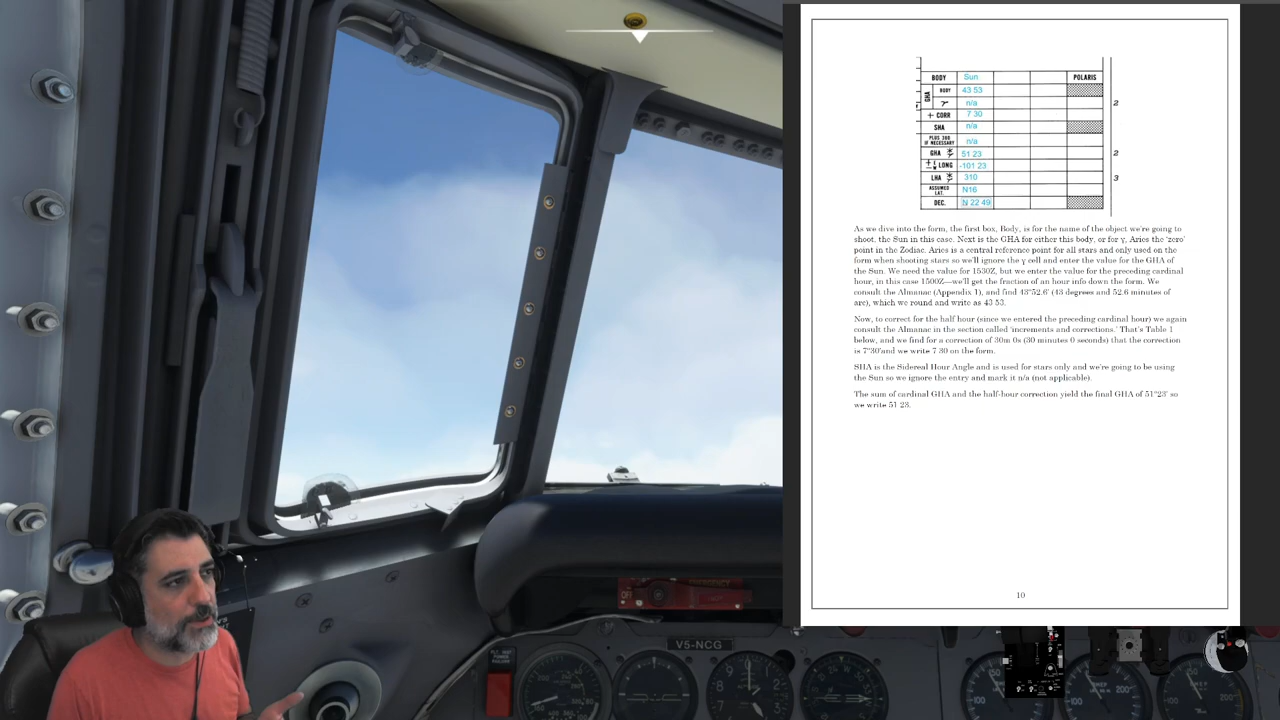 BODY Sun POLARIS
GHA BODY 43 53
♈ n/a 2
+ CORR 7 30
SHA n/a
PLUS 360 IF NECESSARY n/a
GHA 51 23 2
LONG -101 23
LHA 310 3
ASSUMED LAT. N16
DEC. N 22 49
As we dive into the form, the first box, Body, is for the name of the object we're going to
shoot, the Sun in this case. Next is the GHA for either this body, or for γ, Aries the 'zero'
point in the Zodiac. Aries is a central reference point for all stars and only used on the
form when shooting stars so we'll ignore the γ cell and enter the value for the GHA of
the Sun. We need the value for 1530Z, but we enter the value for the preceding cardinal
hour, in this case 1500Z—we'll get the fraction of an hour info down the form. We
consult the Almanac (Appendix 1), and find 43°52.6' (43 degrees and 52.6 minutes of
arc), which we round and write as 43 53.
Now, to correct for the half hour (since we entered the preceding cardinal hour) we again
consult the Almanac in the section called 'increments and corrections.' That's Table 1
below, and we find for a correction of 30m 0s (30 minutes 0 seconds) that the correction
is 7°30'and we write 7 30 on the form.
SHA is the Sidereal Hour Angle and is used for stars only and we're going to be using
the Sun so we ignore the entry and mark it n/a (not applicable).
The sum of cardinal GHA and the half-hour correction yield the final GHA of 51°23' so
we write 51 23.
10
OFF EMERGENCY
V5-NCG